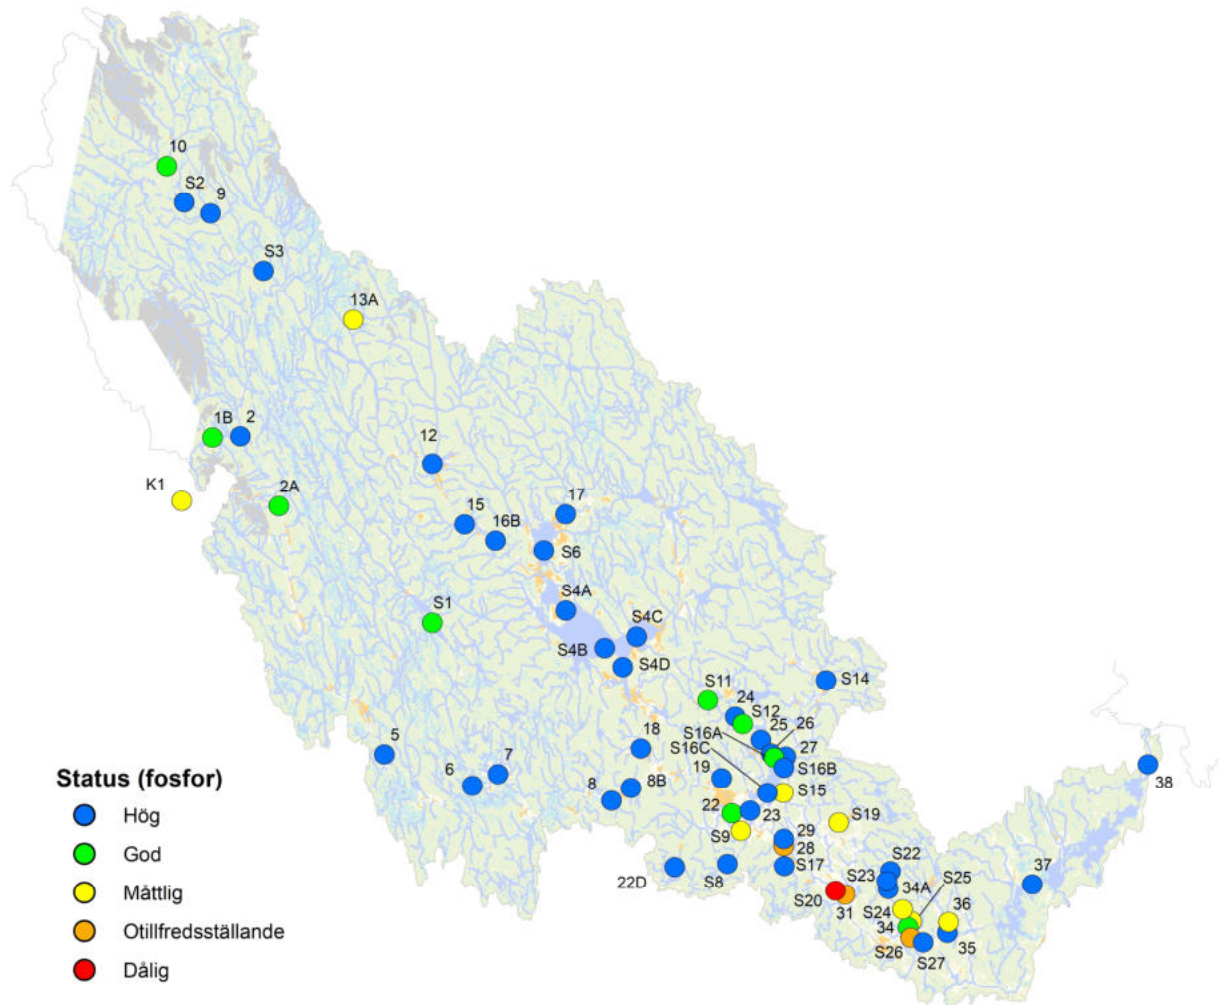 10
S2
9
S3
13A
1B
2
12
K1
2A
15
16B
17
S6
S4A
S1
S4C
S4B
S4D
S14
S11
24
S12
25
26
S16A
S16C
27
18
S16B
5
6
7
19
38
8
8B
S15
22
23
S19
S9
29
28
22D
S8
S17
S22
S23
S25
37
34A
S20
31
S24
36
34
35
S26
S27
Status (fosfor)
Hög
God
Måttlig
Otillfredsställande
Dålig